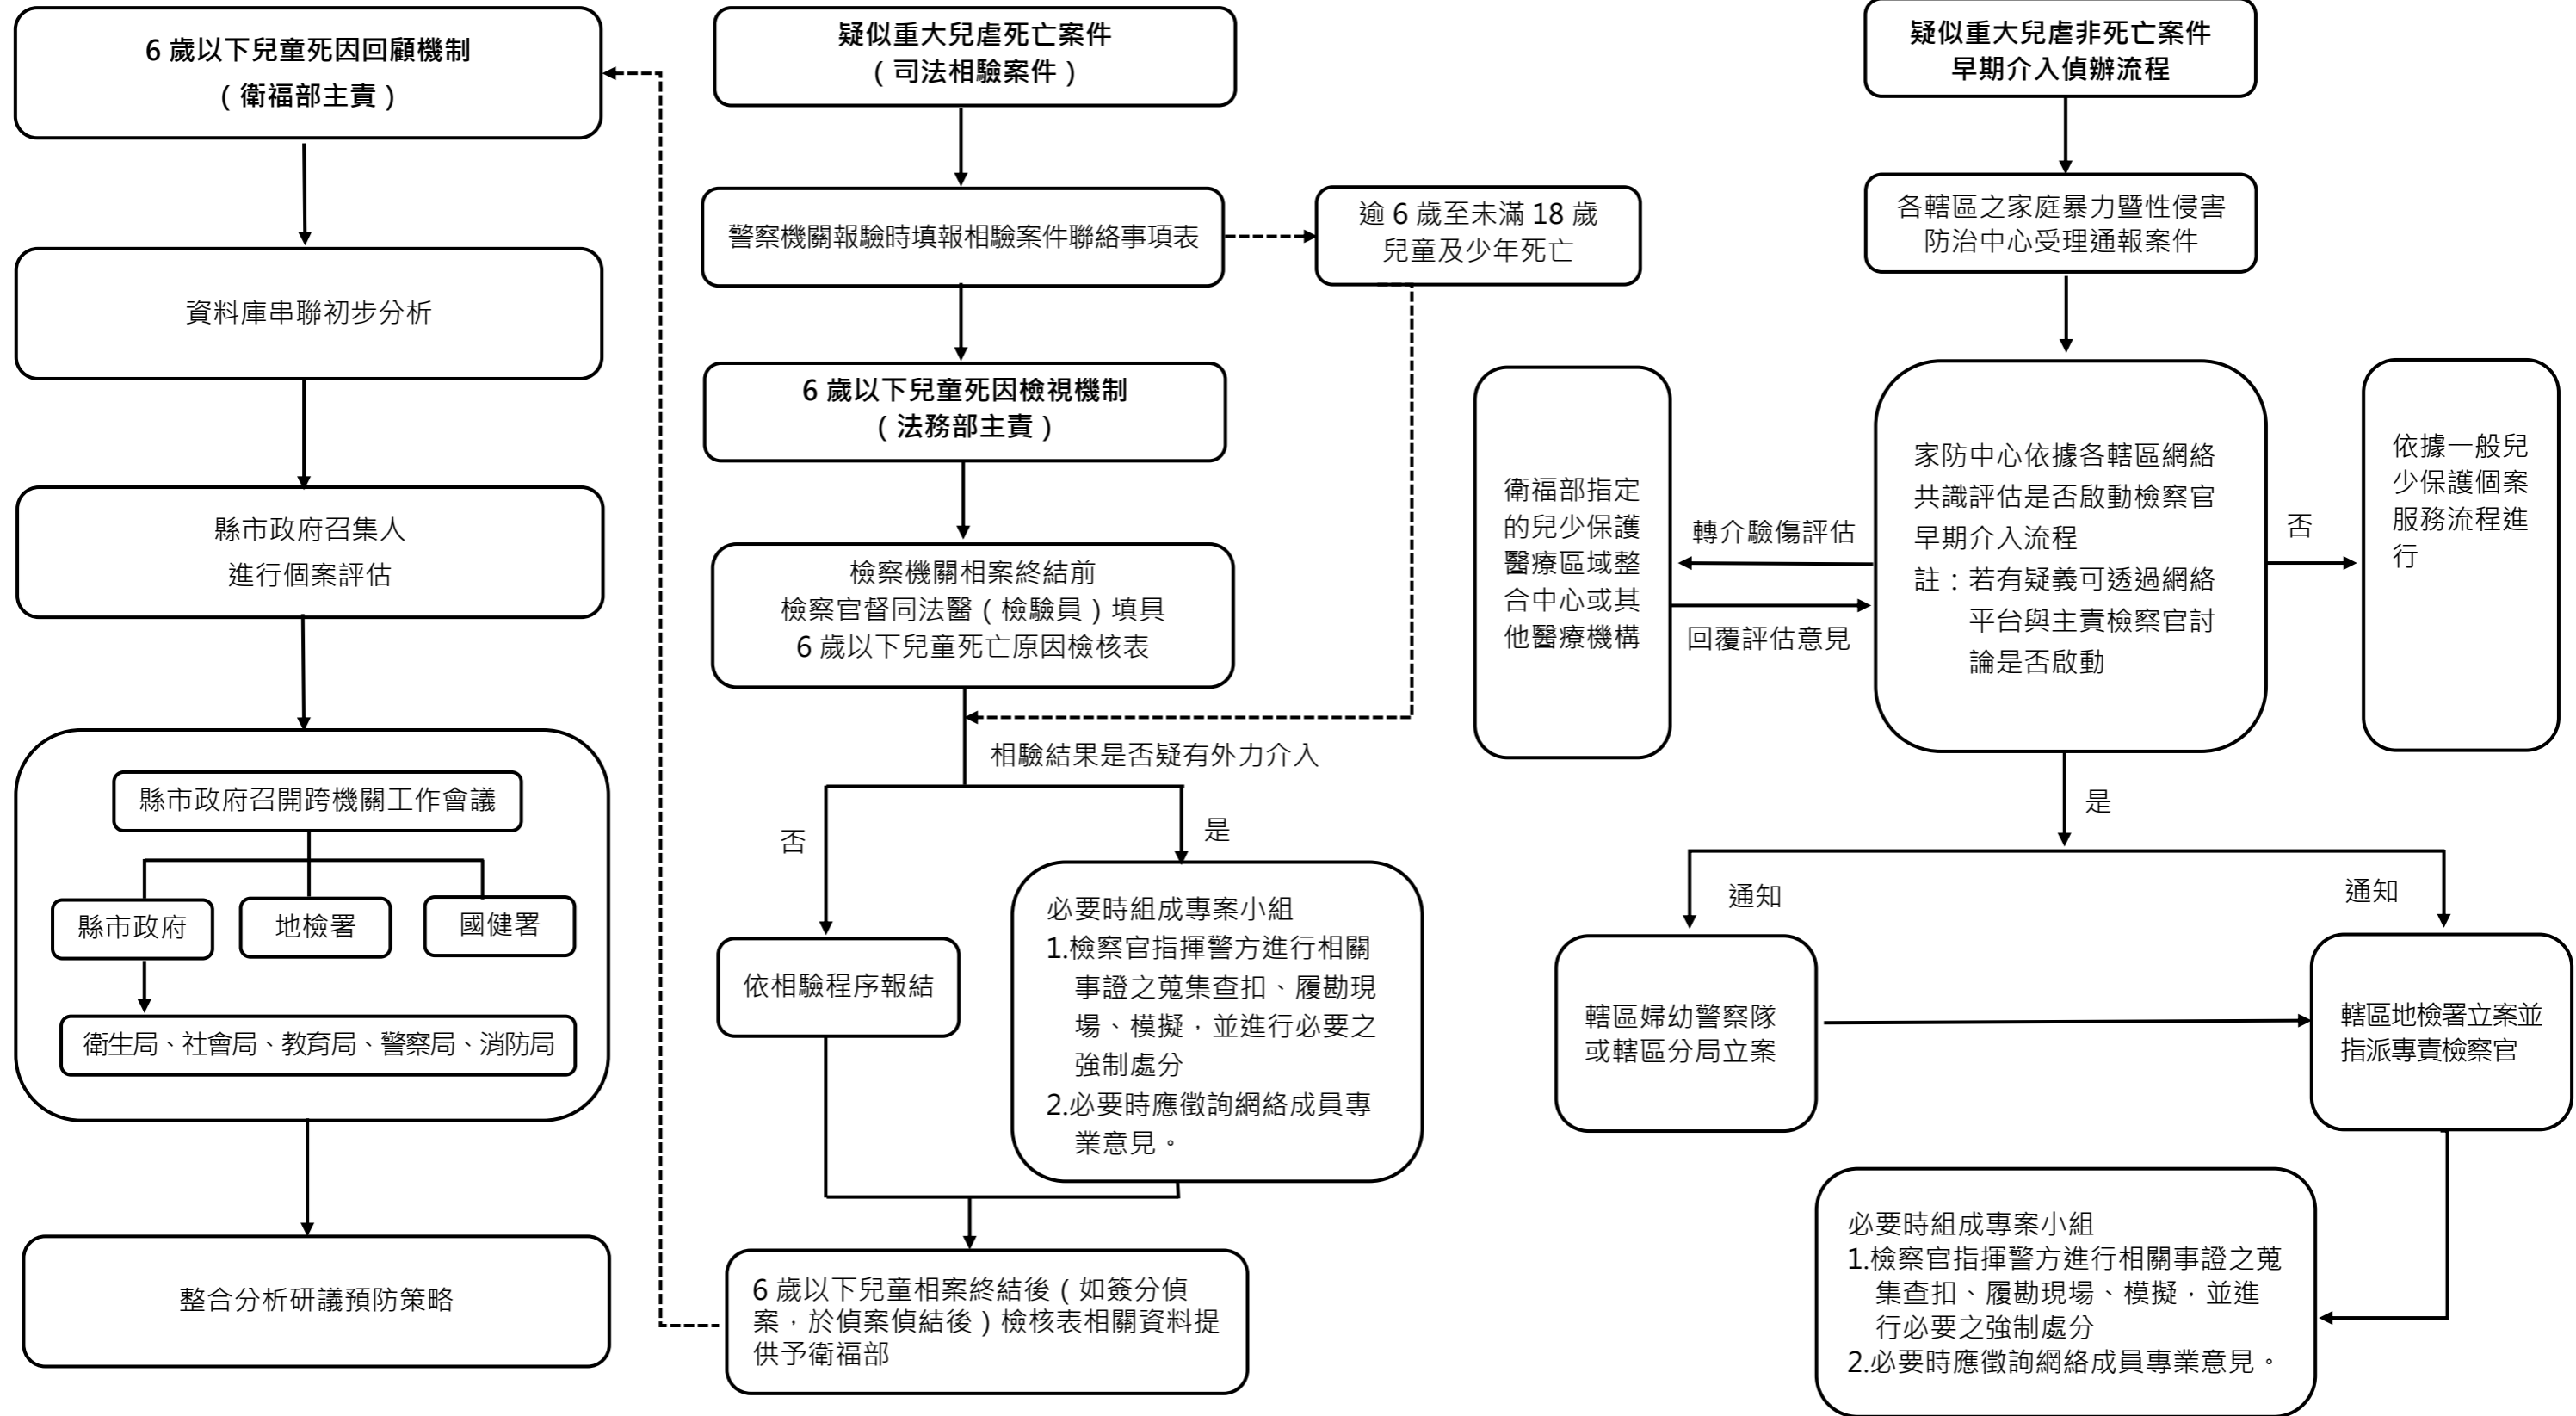 6 歲以下兒童死因回顧機制
（衛福部主責）
資料庫串聯初步分析
縣市政府召集人
進行個案評估
縣市政府召開跨機關工作會議
縣市政府
地檢署
國健署
衛生局、社會局、教育局、警察局、消防局
整合分析研議預防策略
疑似重大兒虐死亡案件
（司法相驗案件）
警察機關報驗時填報相驗案件聯絡事項表
逾 6 歲至未滿 18 歲
兒童及少年死亡
6 歲以下兒童死因檢視機制
（法務部主責）
檢察機關相案終結前
檢察官督同法醫（檢驗員）填具
6 歲以下兒童死亡原因檢核表
相驗結果是否疑有外力介入
否
是
依相驗程序報結
必要時組成專案小組
1.檢察官指揮警方進行相關
事證之蒐集查扣、履勘現
場、模擬，並進行必要之
強制處分
2.必要時應徵詢網絡成員專
業意見。
6 歲以下兒童相案終結後（如簽分偵
案，於偵案偵結後）檢核表相關資料提
供予衛福部
疑似重大兒虐非死亡案件
早期介入偵辦流程
各轄區之家庭暴力暨性侵害
防治中心受理通報案件
衛福部指定
的兒少保護
醫療區域整
合中心或其
他醫療機構
轉介驗傷評估
回覆評估意見
家防中心依據各轄區網絡
共識評估是否啟動檢察官
早期介入流程
註：若有疑義可透過網絡
平台與主責檢察官討
論是否啟動
否
依據一般兒
少保護個案
服務流程進
行
是
通知
通知
轄區婦幼警察隊
或轄區分局立案
轄區地檢署立案並
指派專責檢察官
必要時組成專案小組
1.檢察官指揮警方進行相關事證之蒐
集查扣、履勘現場、模擬，並進
行必要之強制處分
2.必要時應徵詢網絡成員專業意見。